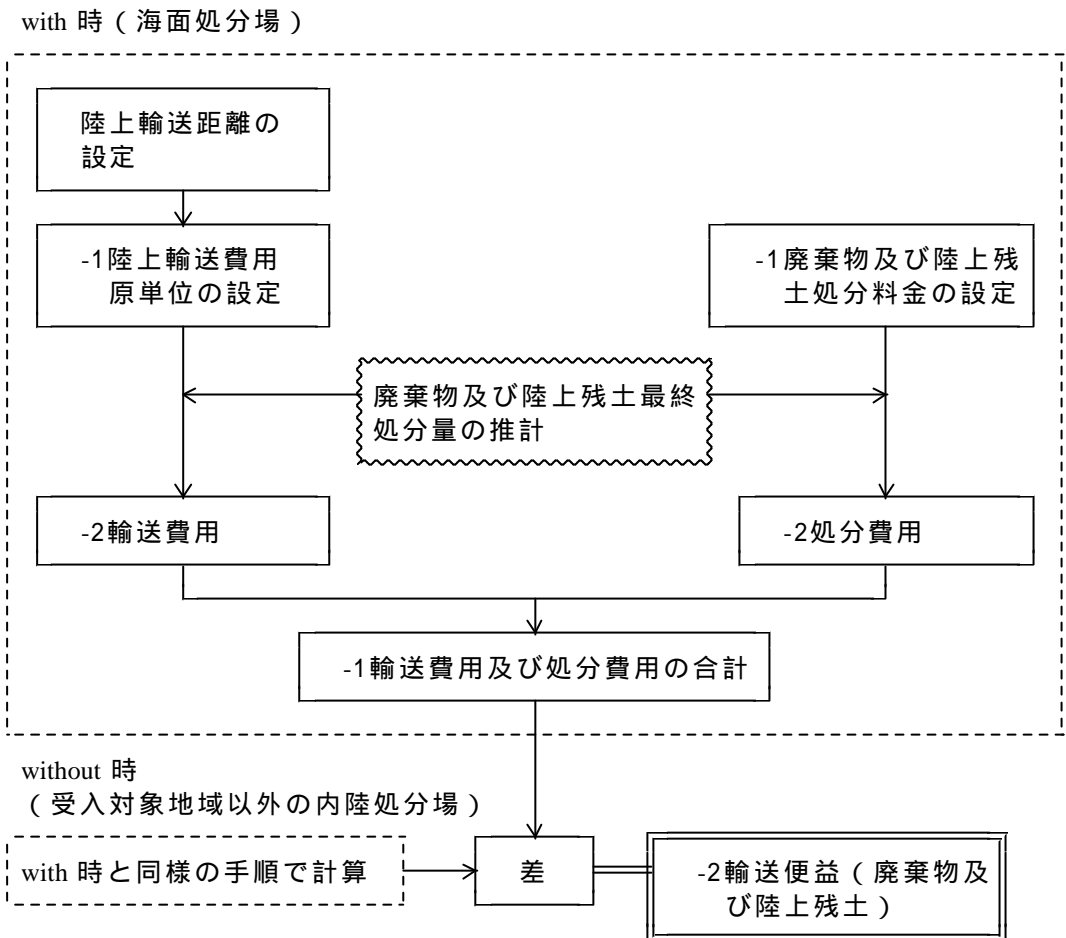 with 時（海面処分場）
陸上輸送距離の
設定
-1陸上輸送費用
原単位の設定
-1廃棄物及び陸上残
土処分料金の設定
廃棄物及び陸上残土最終
処分量の推計
-2輸送費用
-2処分費用
-1輸送費用及び処分費用の合計
without 時
（受入対象地域以外の内陸処分場）
with 時と同様の手順で計算
差
-2輸送便益（廃棄物及
び陸上残土）